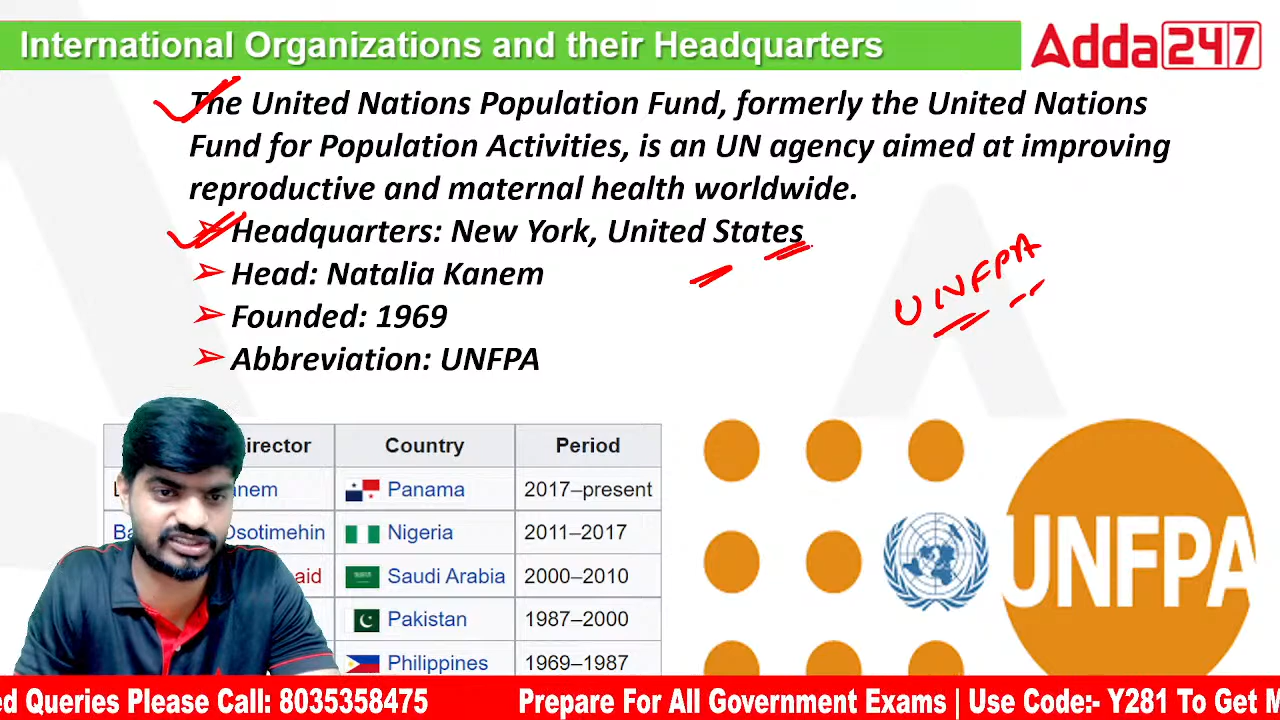 International Organizations and their Headquarters
Adda247
The United Nations Population Fund, formerly the United Nations
Fund for Population Activities, is an UN agency aimed at improving
reproductive and maternal health worldwide.
Headquarters: New York, United States
Head: Natalia Kanem
Founded: 1969
Abbreviation: UNFPA
UNFPA
Country Period
Panama 2017–present
Osotimehin Nigeria 2011–2017
Saudi Arabia 2000–2010
Pakistan 1987–2000
Philippines 1969–1987
UNFPA
Queries Please Call: 8035358475 Prepare For All Government Exams | Use Code:- Y281 To Get